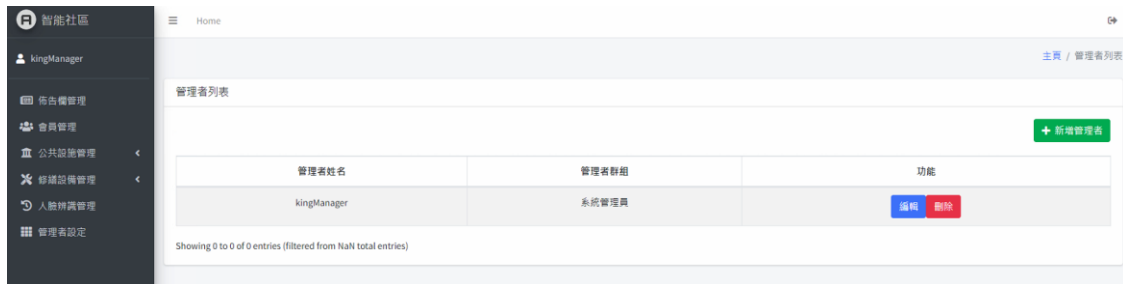 智能社區
Home
kingManager
主頁 / 管理者列表
管理者列表
佈告欄管理
會員管理
新增管理者
公共設施管理
管理者姓名
管理者群組
功能
修繕設備管理
kingManager
系統管理員
編輯
刪除
人臉辨識管理
管理者設定
Showing 0 to 0 of 0 entries (filtered from NaN total entries)